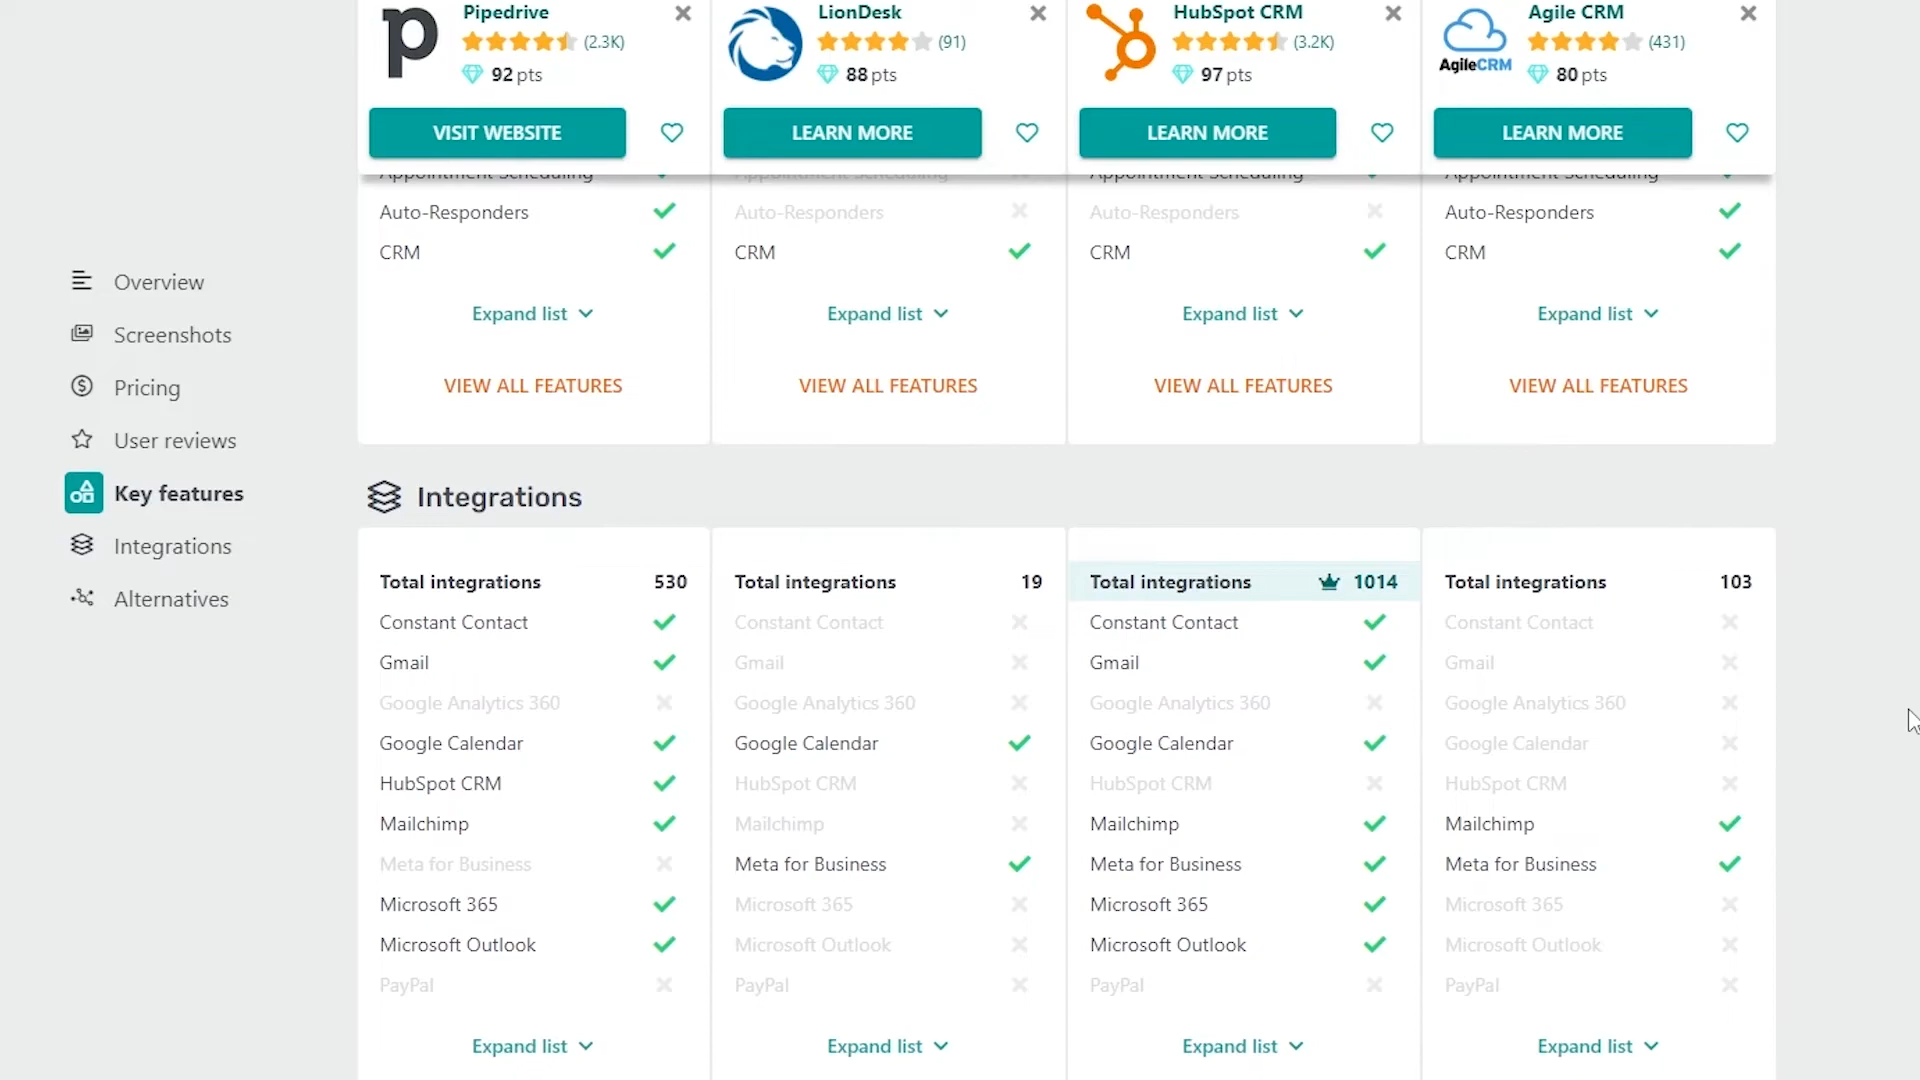 Pipedrive
(2.3K)
92 pts
VISIT WEBSITE
LionDesk
(91)
88 pts
LEARN MORE
HubSpot CRM
(3.2K)
97 pts
LEARN MORE
AgileCRM
Agile CRM
(431)
80 pts
LEARN MORE
Overview
Screenshots
Pricing
User reviews
Key features
Integrations
Alternatives
Appointment Scheduling
Auto-Responders
CRM
Expand list
VIEW ALL FEATURES
Appointment Scheduling
Auto-Responders
CRM
Expand list
VIEW ALL FEATURES
Appointment Scheduling
Auto-Responders
CRM
Expand list
VIEW ALL FEATURES
Appointment Scheduling
Auto-Responders
CRM
Expand list
VIEW ALL FEATURES
Integrations
Total integrations 530
Constant Contact
Gmail
Google Analytics 360
Google Calendar
HubSpot CRM
Mailchimp
Meta for Business
Microsoft 365
Microsoft Outlook
PayPal
Expand list
Total integrations 19
Constant Contact
Gmail
Google Analytics 360
Google Calendar
HubSpot CRM
Mailchimp
Meta for Business
Microsoft 365
Microsoft Outlook
PayPal
Expand list
Total integrations 1014
Constant Contact
Gmail
Google Analytics 360
Google Calendar
HubSpot CRM
Mailchimp
Meta for Business
Microsoft 365
Microsoft Outlook
PayPal
Expand list
Total integrations 103
Constant Contact
Gmail
Google Analytics 360
Google Calendar
HubSpot CRM
Mailchimp
Meta for Business
Microsoft 365
Microsoft Outlook
PayPal
Expand list